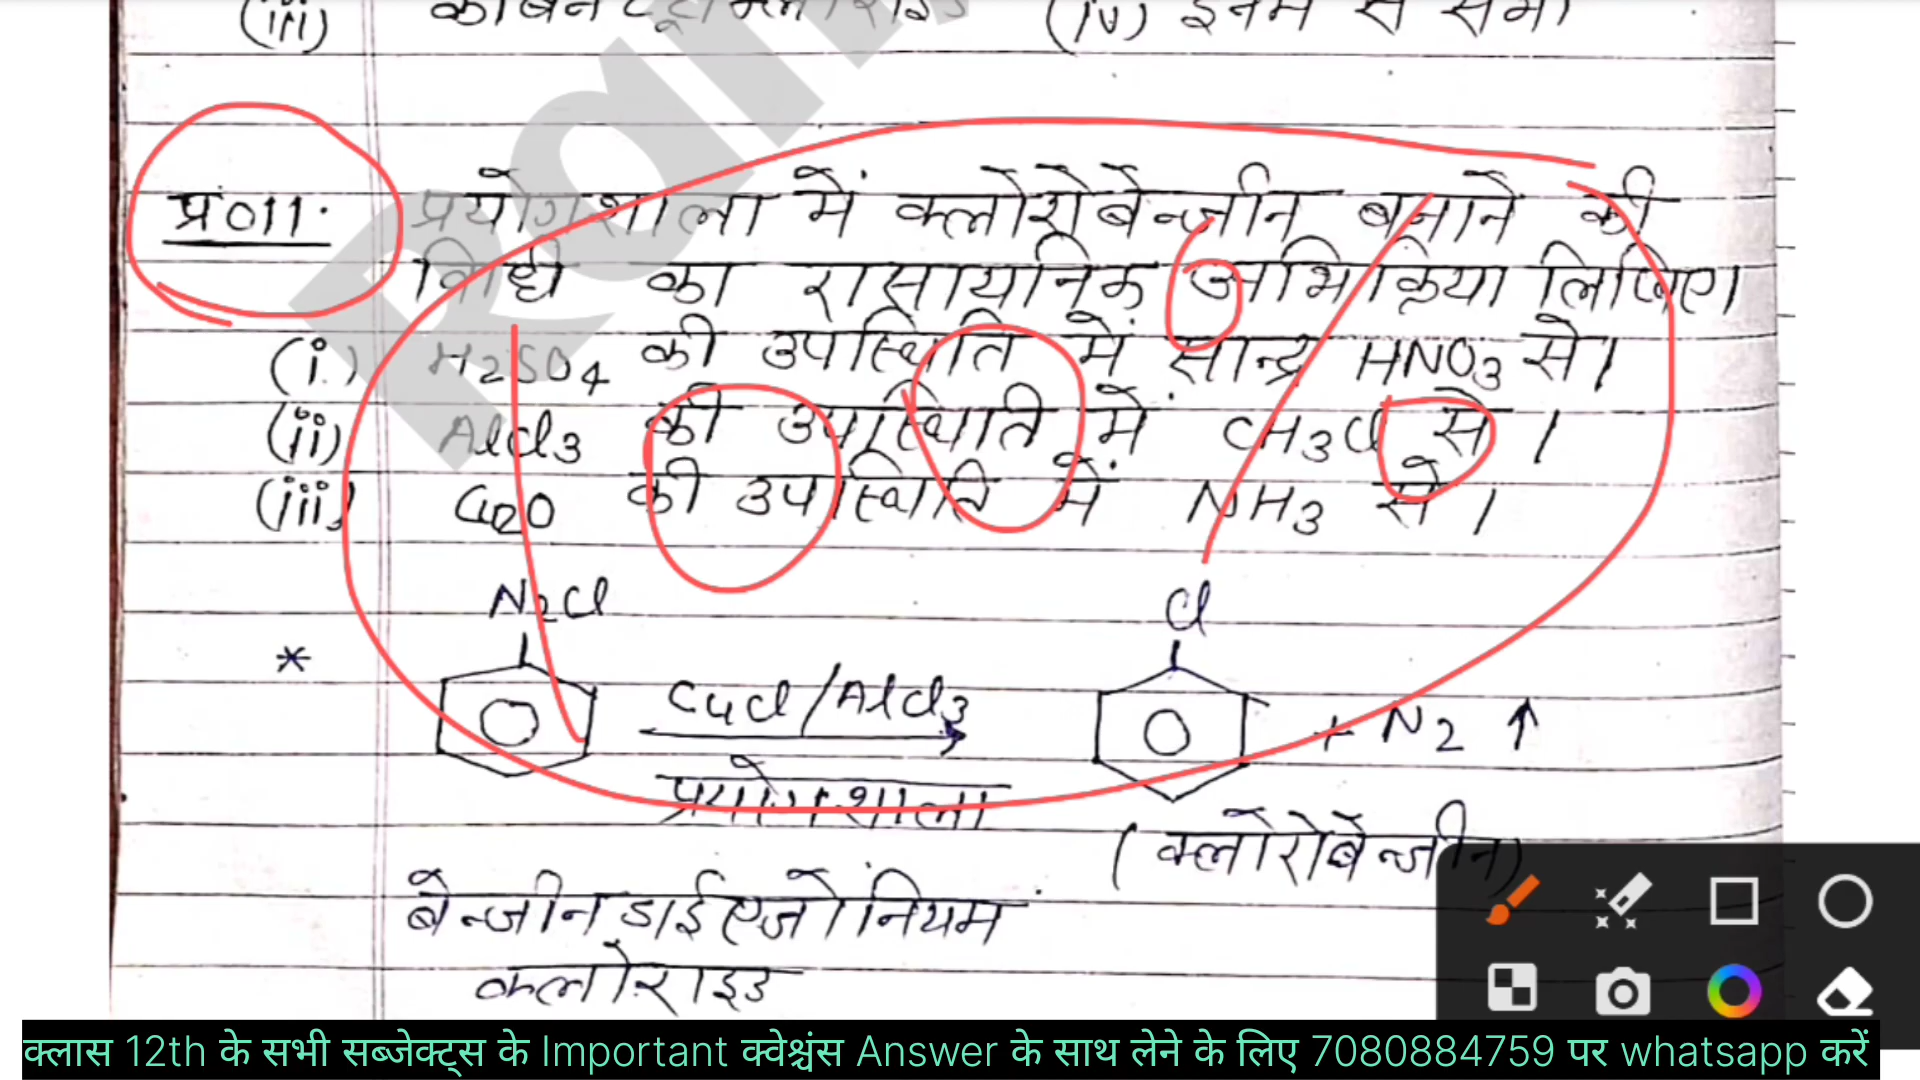 (iii) कार्बन टेट्राक्लोराइड (iv) इनमें से सभी
प्र011. प्रयोगशाला में क्लोरोबेन्जीन बनाने की
विधि का रासायनिक अभिक्रिया लिखिए।
(i) H2SO4 की उपस्थिति में सान्द्र HNO3 से।
(ii) AlCl3 की उपस्थिति में CH3Cl से।
(iii) Cu2O की उपस्थिति में NH3 से।
N2Cl Cl
* CuCl/AlCl3 + N2 ↑
प्रयोगशाला
(क्लोरोबेन्जीन)
बेन्जीन डाईएजोनियम
क्लोराइड
क्लास 12th के सभी सब्जेक्ट्स के Important क्वेश्चंस Answer के साथ लेने के लिए 7080884759 पर whatsapp करें